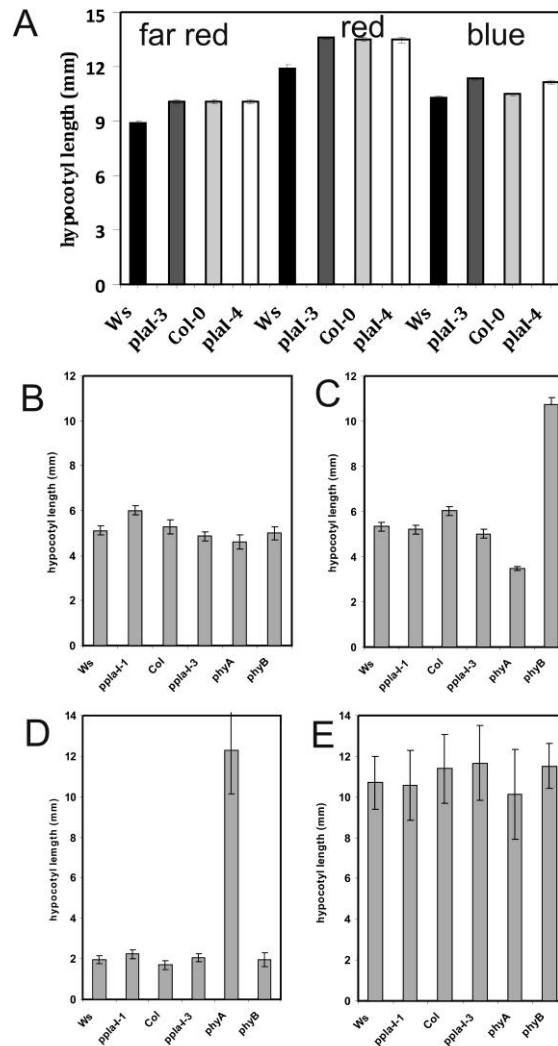 A
far red
red
blue
hypocotyl length (mm)
15
12
9
6
3
0
Ws
plaI-3
Col-0
plaI-4
Ws
plaI-3
Col-0
plaI-4
Ws
plaI-3
Col-0
plaI-4
B
hypocotyl length (mm)
12
10
8
6
4
2
0
Ws
ppla-I-1
Col
ppla-I-3
phyA
phyB
C
hypocotyl length (mm)
12
10
8
6
4
2
0
Ws
ppla-I-1
Col
ppla-I-3
phyA
phyB
D
hypocotyl length (mm)
14
12
10
8
6
4
2
0
Ws
ppla-I-1
Col
ppla-I-3
phyA
phyB
E
hypocotyl length (mm)
14
12
10
8
6
4
2
0
Ws
ppla-I-1
Col
ppla-I-3
phyA
phyB